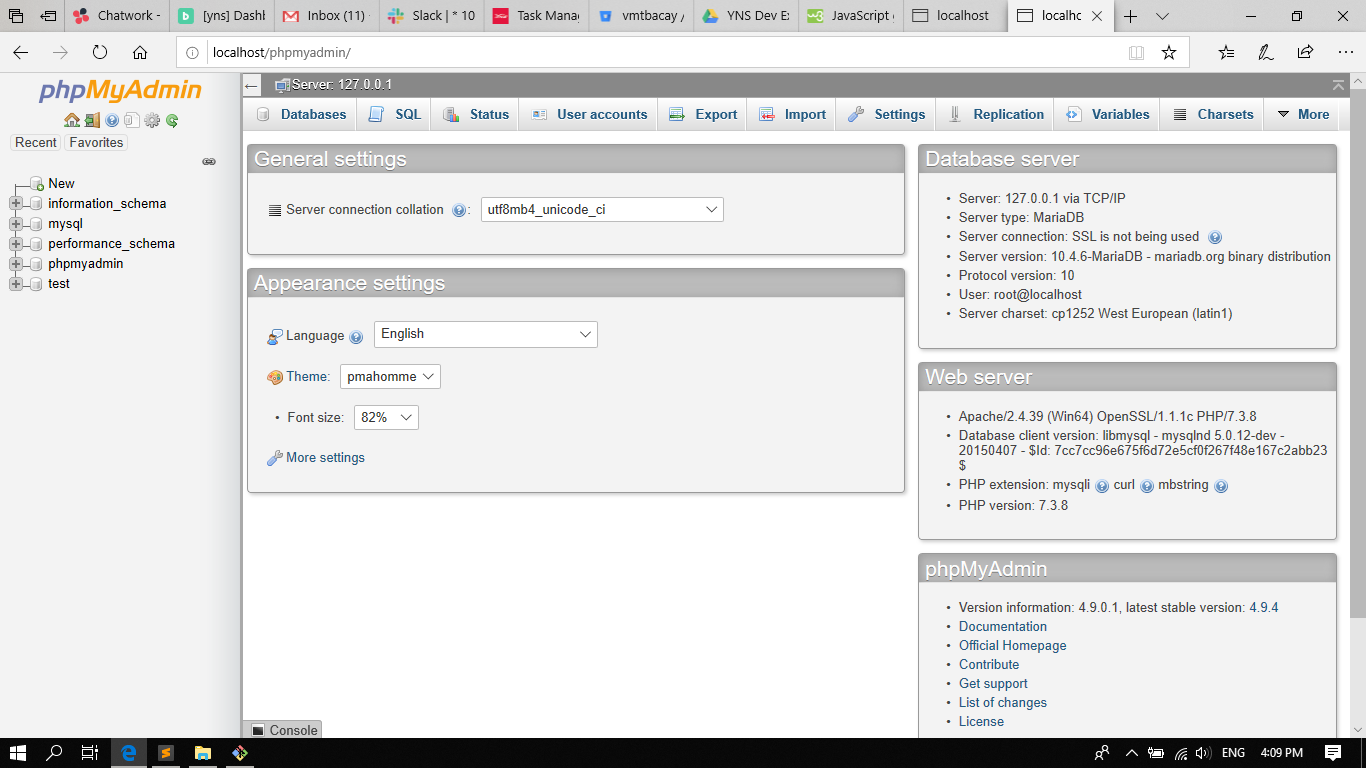 Chatwork -
[yns] Dashb
Inbox (11)
Slack | * 10
Task Mana
vmtbacay /
YNS Dev Ex
JavaScript
localhost
localhc
localhost/phpmyadmin/
phpMyAdmin
Recent
Favorites
New
information_schema
mysql
performance_schema
phpmyadmin
test
Server: 127.0.0.1
Databases
SQL
Status
User accounts
Export
Import
Settings
Replication
Variables
Charsets
More
General settings
Server connection collation :
utf8mb4_unicode_ci
Appearance settings
Language
English
Theme:
pmahomme
• Font size:
82%
More settings
Database server
• Server: 127.0.0.1 via TCP/IP
• Server type: MariaDB
• Server connection: SSL is not being used
• Server version: 10.4.6-MariaDB - mariadb.org binary distribution
• Protocol version: 10
• User: root@localhost
• Server charset: cp1252 West European (latin1)
Web server
• Apache/2.4.39 (Win64) OpenSSL/1.1.1c PHP/7.3.8
• Database client version: libmysql - mysqlnd 5.0.12-dev -
20150407 - $Id: 7cc7cc96e675f6d72e5cf0f267f48e167c2abb23
$
• PHP extension: mysqli curl mbstring
• PHP version: 7.3.8
phpMyAdmin
• Version information: 4.9.0.1, latest stable version: 4.9.4
• Documentation
• Official Homepage
• Contribute
• Get support
• List of changes
• License
Console
ENG
4:09 PM